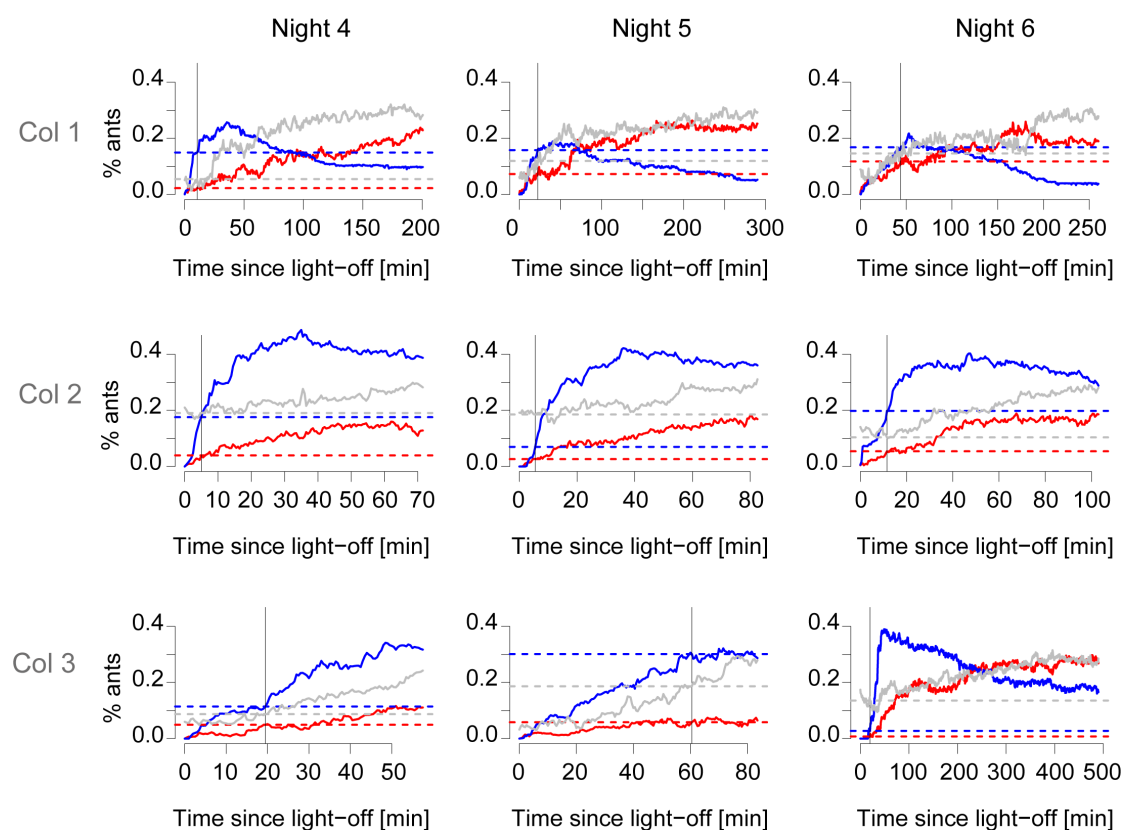 Night 4 Night 5 Night 6
Col 1
% ants
0.4 0.4 0.4
0.2 0.2 0.2
0.0 0.0 0.0
0 50 100 150 200 0 50 100 200 300 0 50 100 150 200 250
Time since light−off [min] Time since light−off [min] Time since light−off [min]
Col 2
% ants
0.4 0.4 0.4
0.2 0.2 0.2
0.0 0.0 0.0
0 10 20 30 40 50 60 70 0 20 40 60 80 0 20 40 60 80 103
Time since light−off [min] Time since light−off [min] Time since light−off [min]
Col 3
% ants
0.4 0.4 0.4
0.2 0.2 0.2
0.0 0.0 0.0
0 10 20 30 40 50 0 20 40 60 80 0 100 200 300 400 500
Time since light−off [min] Time since light−off [min] Time since light−off [min]